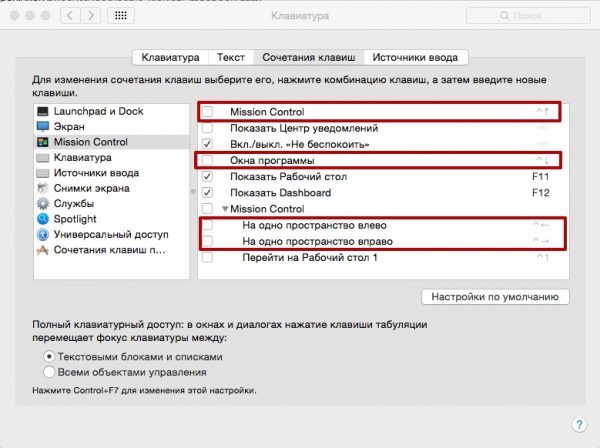 Клавиатура
Поиск
Клавиатура Текст Сочетания клавиш Источники ввода
Для изменения сочетания клавиш выберите его, нажмите комбинацию клавиш, а затем введите новые
клавиши.
Launchpad и Dock
Экран
Mission Control
Клавиатура
Источники ввода
Снимки экрана
Службы
Spotlight
Универсальный доступ
Сочетания клавиш п...
Mission Control ^↑
Показать Центр уведомлений нет
Вкл./выкл. «Не беспокоить» нет
Окна программы ^↓
Показать Рабочий стол F11
Показать Dashboard F12
Mission Control
На одно пространство влево ^←
На одно пространство вправо ^→
Перейти на Рабочий стол 1 ^1
Настройки по умолчанию
Полный клавиатурный доступ: в окнах и диалогах нажатие клавиши табуляции
перемещает фокус клавиатуры между:
Текстовыми блоками и списками
Всеми объектами управления
Нажмите Control+F7 для изменения этой настройки.
?